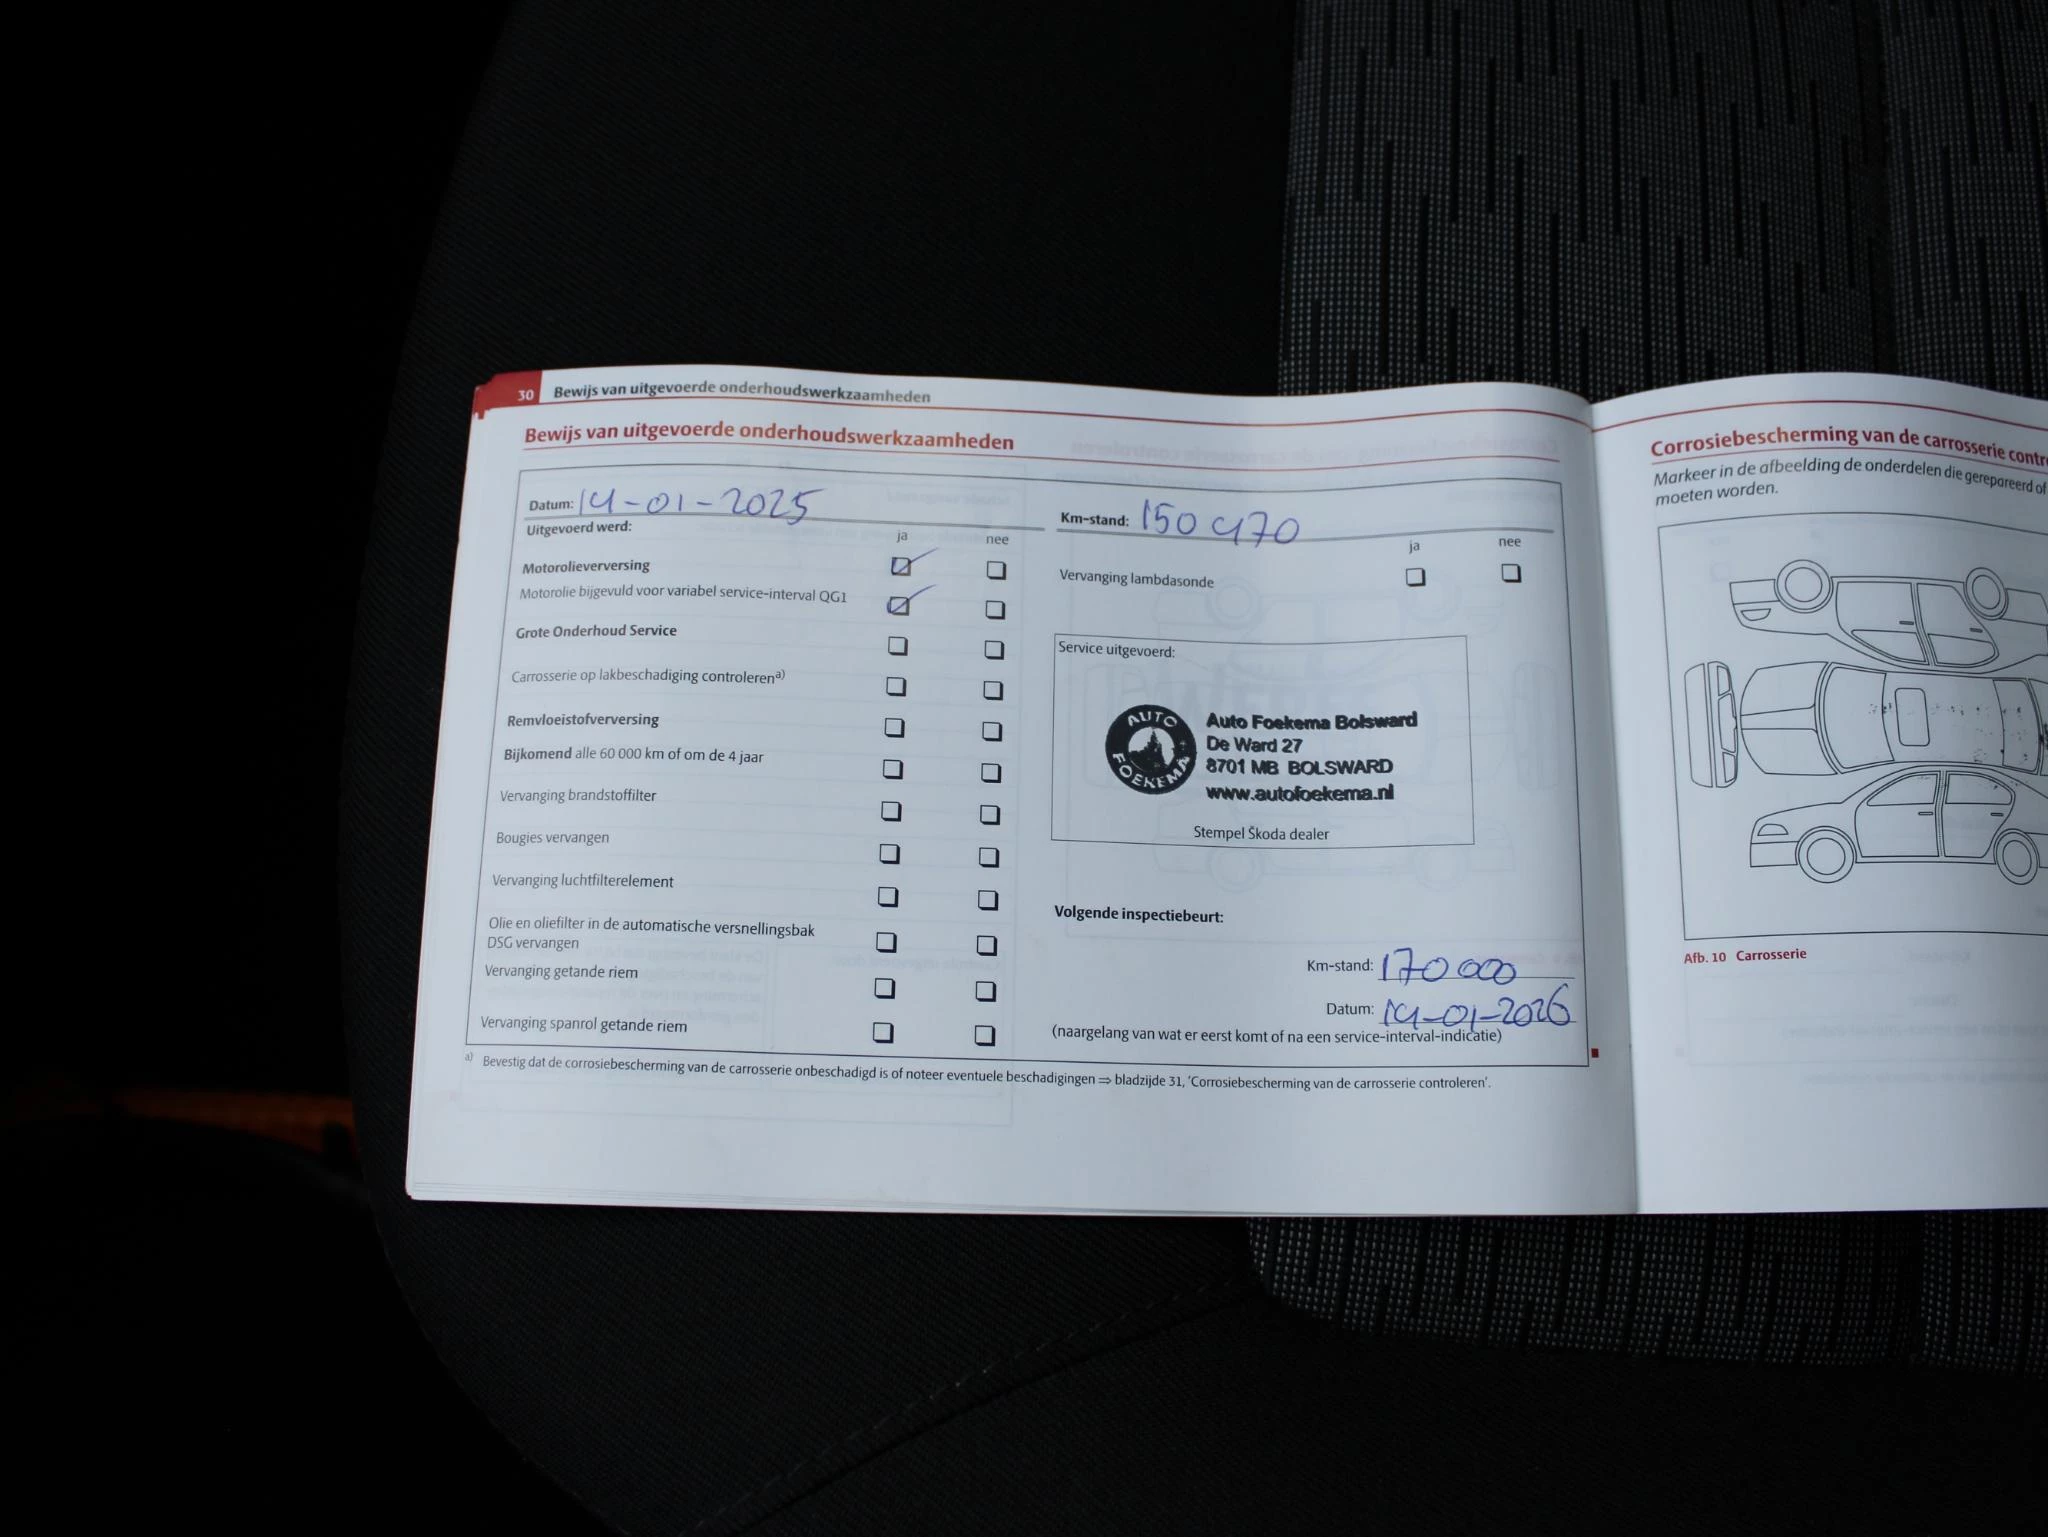 30 Bewijs van uitgevoerde onderhoudswerkzaamheden
Bewijs van uitgevoerde onderhoudswerkzaamheden
Datum: 14-01-2025
Uitgevoerd werd:
ja nee
Motorolieverversing
Motorolie bijgevuld voor variabel service-interval QG1
Grote Onderhoud Service
Carrosserie op lakbeschadiging controleren a)
Remvloeistofverversing
Bijkomend alle 60 000 km of om de 4 jaar
Vervanging brandstoffilter
Bougies vervangen
Vervanging luchtfilterelement
Olie en oliefilter in de automatische versnellingsbak
DSG vervangen
Vervanging getande riem
Vervanging spanrol getande riem
Km-stand: 150 470
ja nee
Vervanging lambdasonde
Service uitgevoerd:
AUTO FOEKEMA
Auto Foekema Bolsward
De Ward 27
8701 MB BOLSWARD
www.autofoekema.nl
Stempel Škoda dealer
Volgende inspectiebeurt:
Km-stand: 170 000
Datum: 14-01-2026
(naargelang van wat er eerst komt of na een service-interval-indicatie)
a) Bevestig dat de corrosiebescherming van de carrosserie onbeschadigd is of noteer eventuele beschadigingen ⇒ bladzijde 31, 'Corrosiebescherming van de carrosserie controleren'.
Corrosiebescherming van de carrosserie contr
Markeer in de afbeelding de onderdelen die gerepareerd of
moeten worden.
Afb. 10 Carrosserie